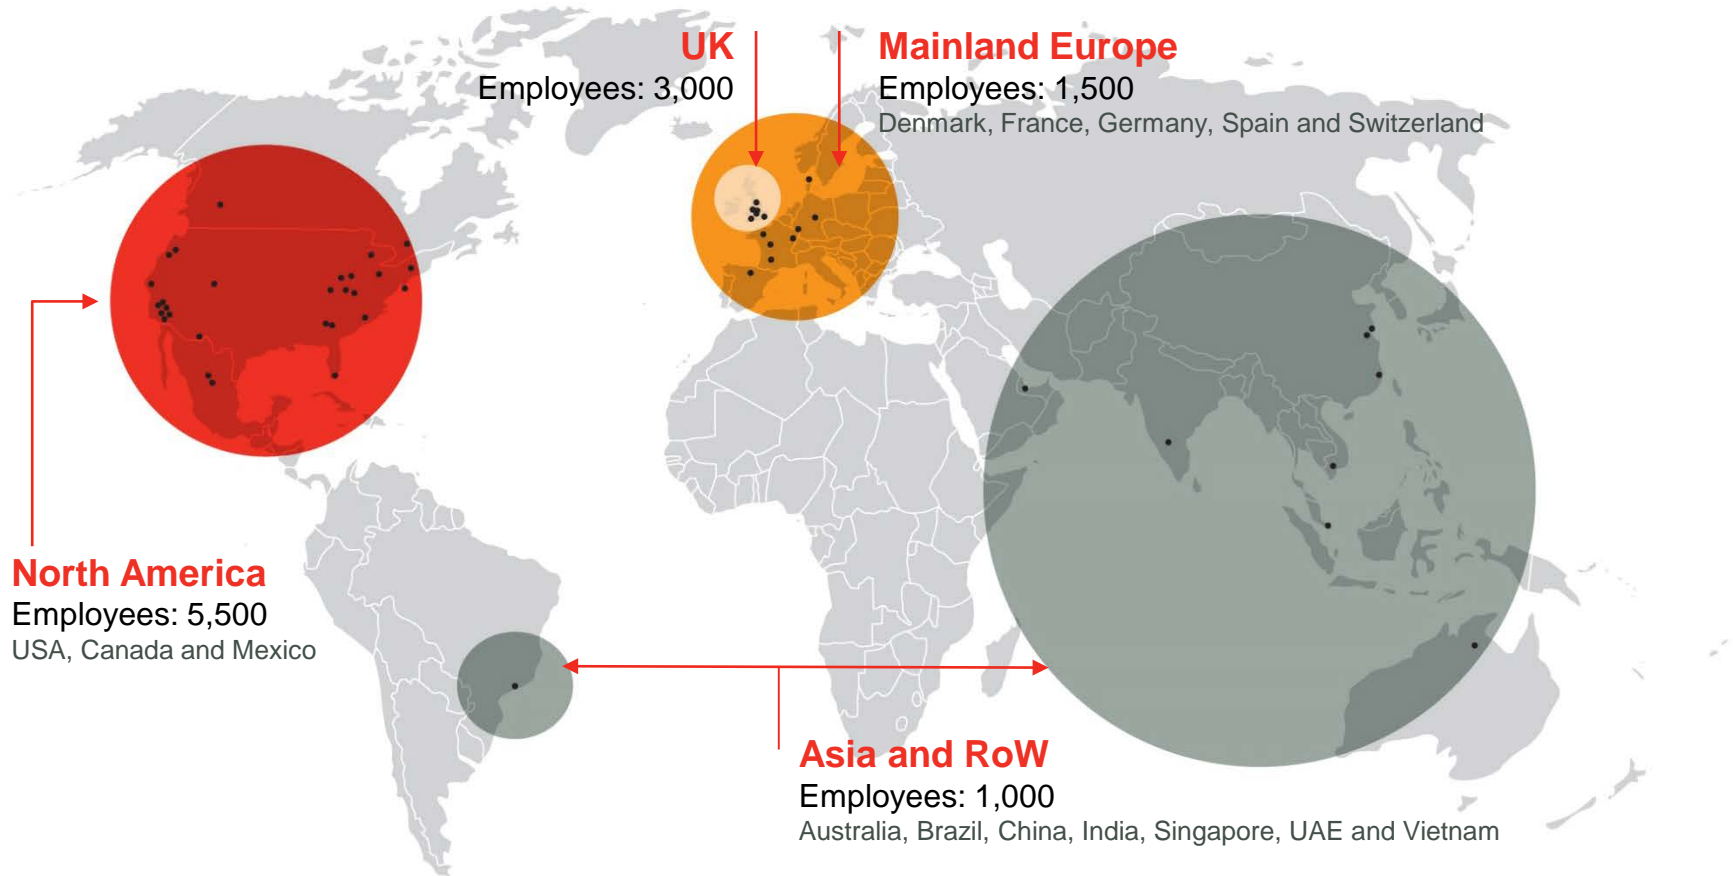 UK
Employees: 3,000
Mainland Europe
Employees: 1,500
Denmark, France, Germany, Spain and Switzerland
North America
Employees: 5,500
USA, Canada and Mexico
Asia and RoW
Employees: 1,000
Australia, Brazil, China, India, Singapore, UAE and Vietnam